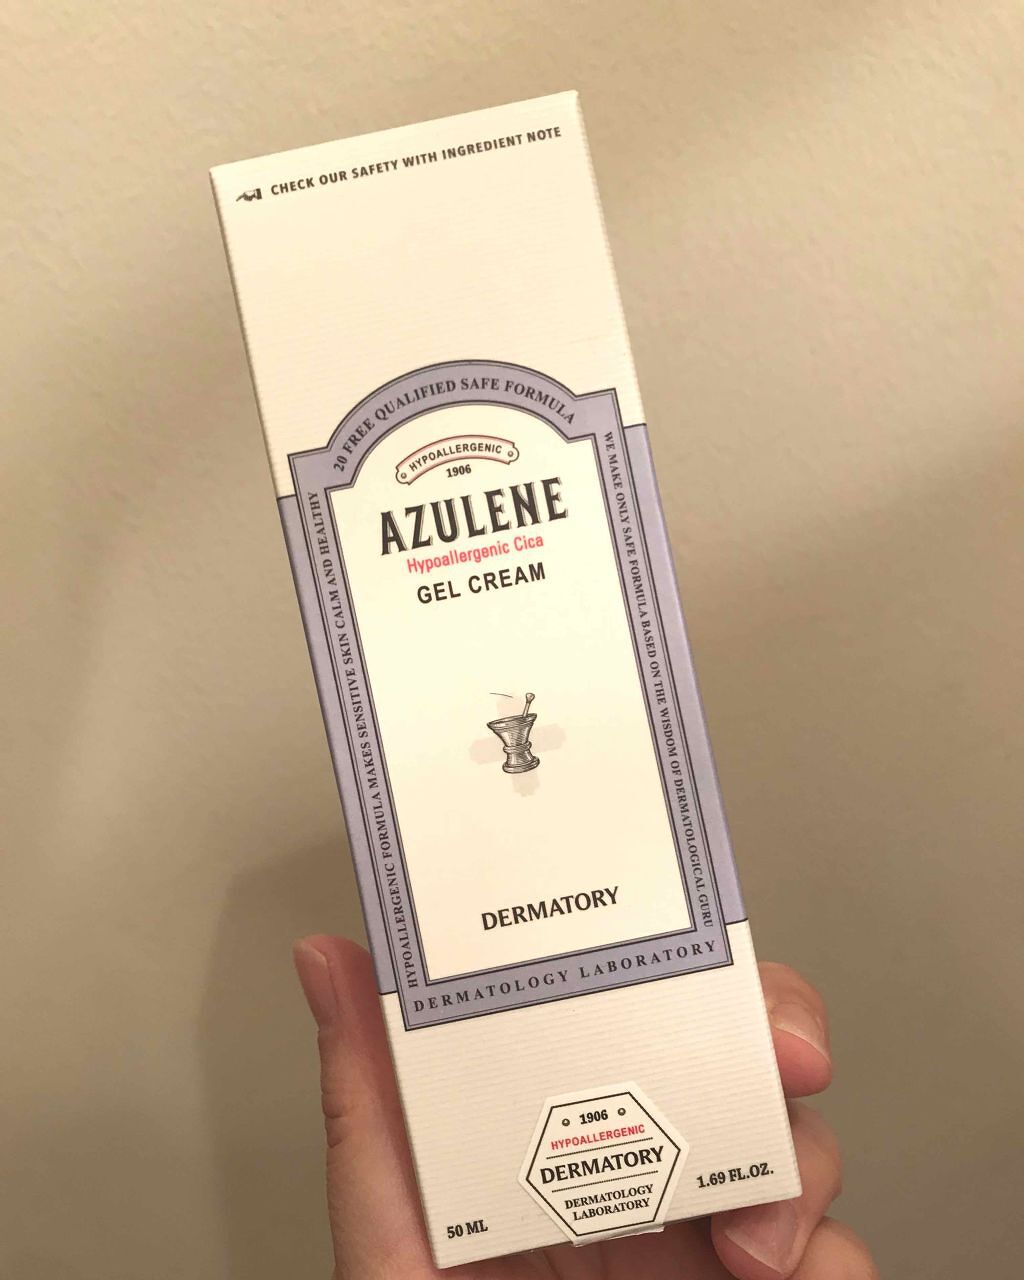 CHECK OUR SAFETY WITH INGREDIENT NOTE
20 FREE QUALIFIED SAFE FORMULA
HYPOALLERGENIC FORMULA MAKES SENSITIVE SKIN CALM AND HEALTHY
WE MAKE ONLY SAFE FORMULA BASED ON THE WISDOM OF DERMATOLOGICAL GURU
HYPOALLERGENIC
1906
AZULENE
Hypoallergenic Cica
GEL CREAM
DERMATORY
DERMATOLOGY LABORATORY
1906
HYPOALLERGENIC
DERMATORY
DERMATOLOGY
LABORATORY
50 ML
1.69 FL.OZ.